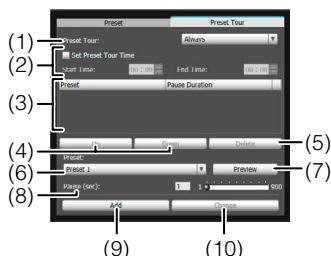 Preset Preset Tour
(1) Preset Tour: Always
(2) Set Preset Tour Time
Start Time: 00 : 00 End Time: 00 : 00
(3) Preset Pause Duration
(4) Up Down Delete (5)
Preset:
(6) Preset 1 Preview (7)
(8) Pause (sec): 1 1 900
Add Change
(9) (10)